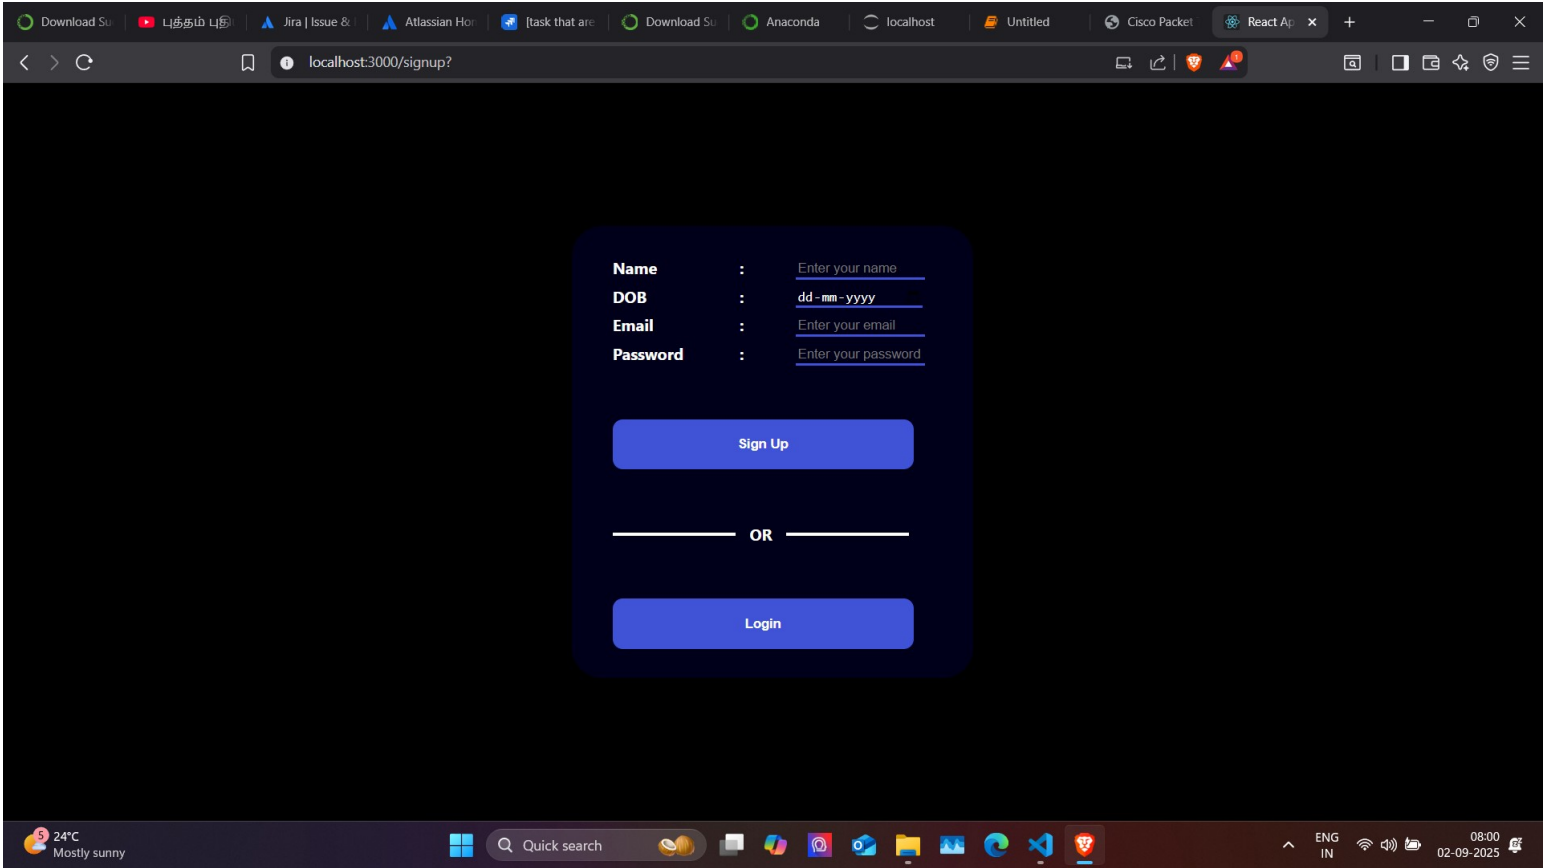 Download Su
புத்தம் புதி
Jira | Issue &
Atlassian Hon
[task that are
Download Su
Anaconda
localhost
Untitled
Cisco Packet
React Ap
localhost:3000/signup?
1
Name : Enter your name
DOB : dd-mm-yyyy
Email : Enter your email
Password : Enter your password
Sign Up
OR
Login
5
24°C
Mostly sunny
Quick search
ENG
IN
08:00
02-09-2025